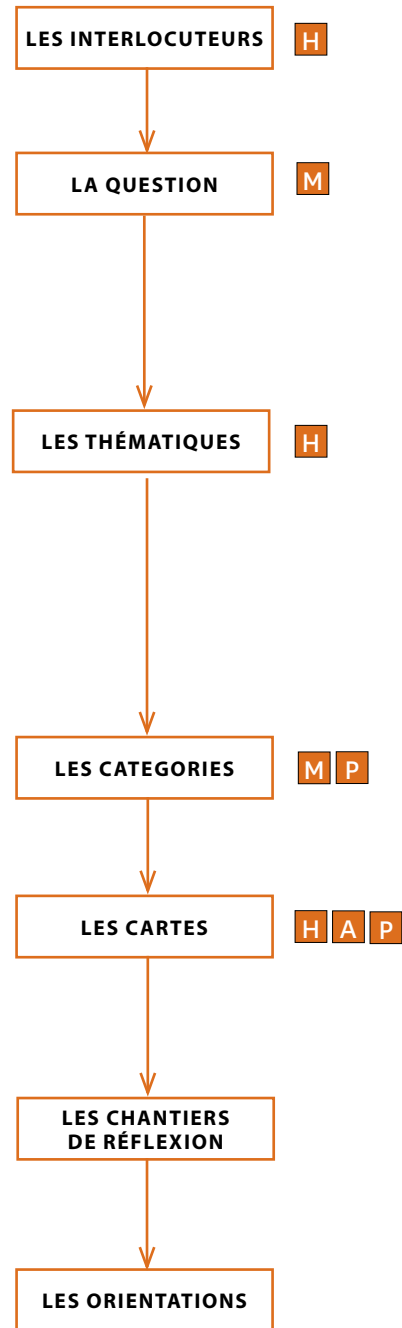 LES INTERLOCUTEURS H
LA QUESTION M
LES THÉMATIQUES H
LES CATEGORIES M P
LES CARTES H A P
LES CHANTIERS
DE RÉFLEXION
LES ORIENTATIONS